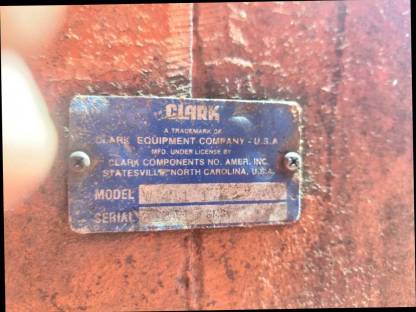 CLARK
A TRADEMARK OF
CLARK EQUIPMENT COMPANY - U.S.A
MFD. UNDER LICENSE BY
CLARK COMPONENTS NO. AMER. INC.
STATESVILLE, NORTH CAROLINA, U.S.A.
MODEL
SERIAL